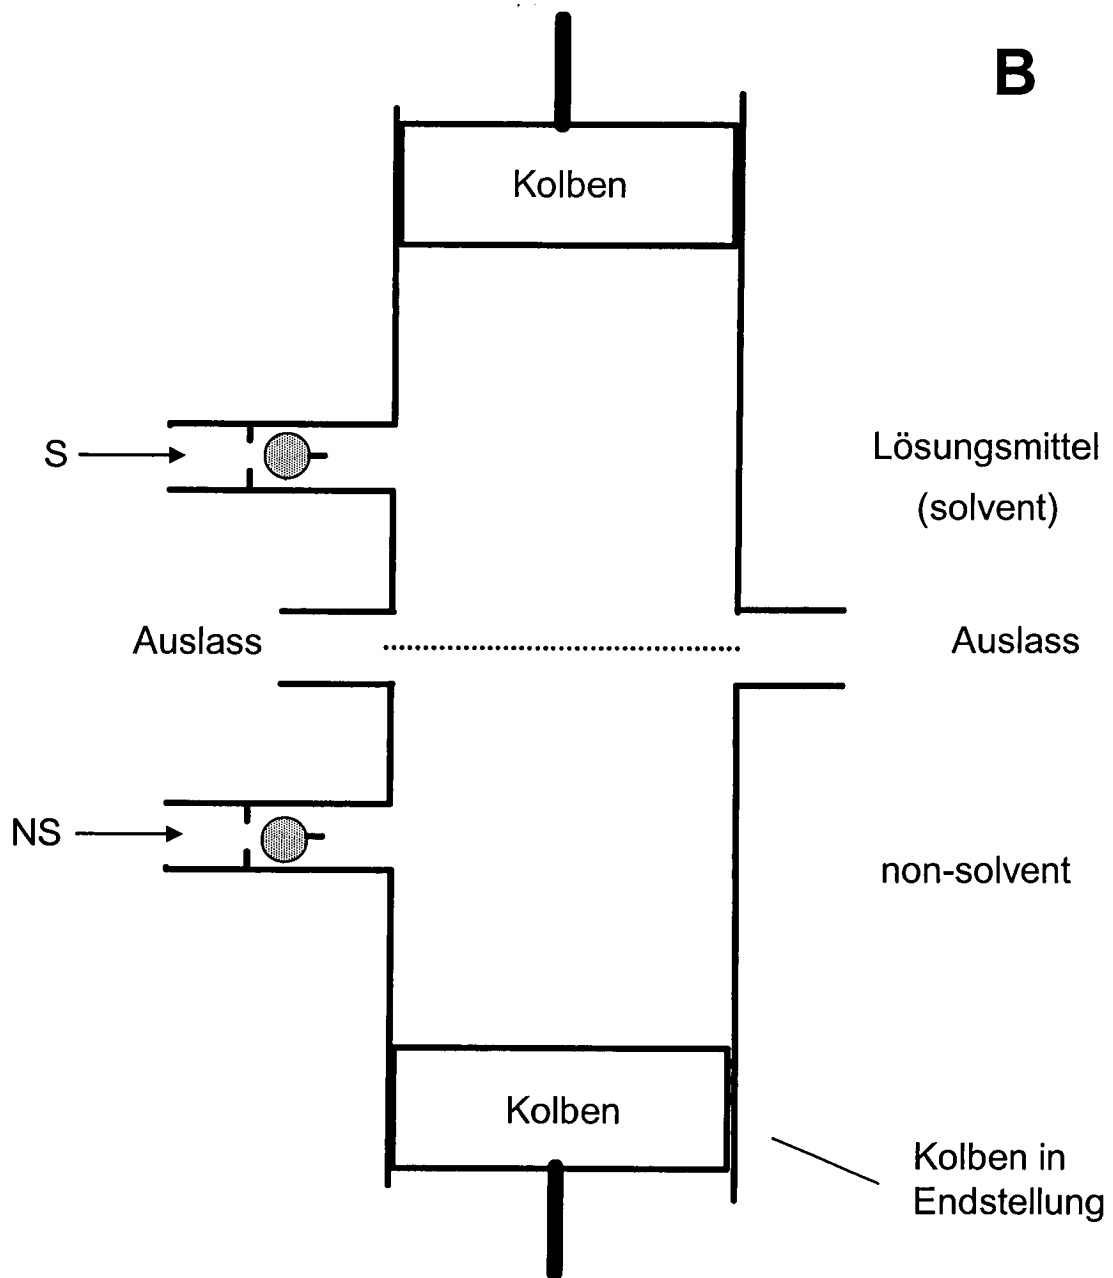 B
Kolben
S
Lösungsmittel
(solvent)
Auslass
Auslass
NS
non-solvent
Kolben
Kolben in
Endstellung